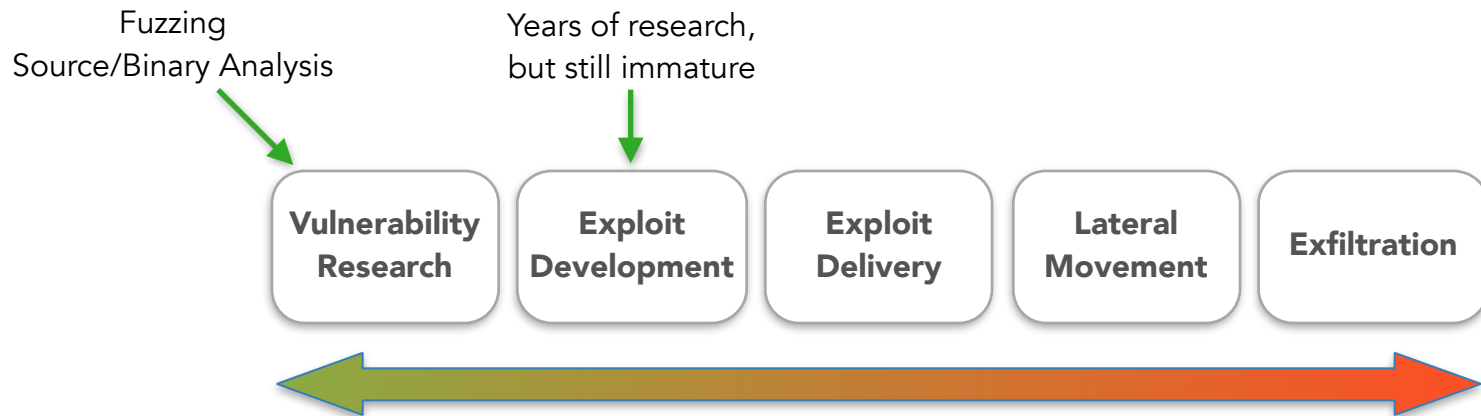 Fuzzing
Source/Binary Analysis
Years of research,
but still immature
Vulnerability
Research
Exploit
Development
Exploit
Delivery
Lateral
Movement
Exfiltration